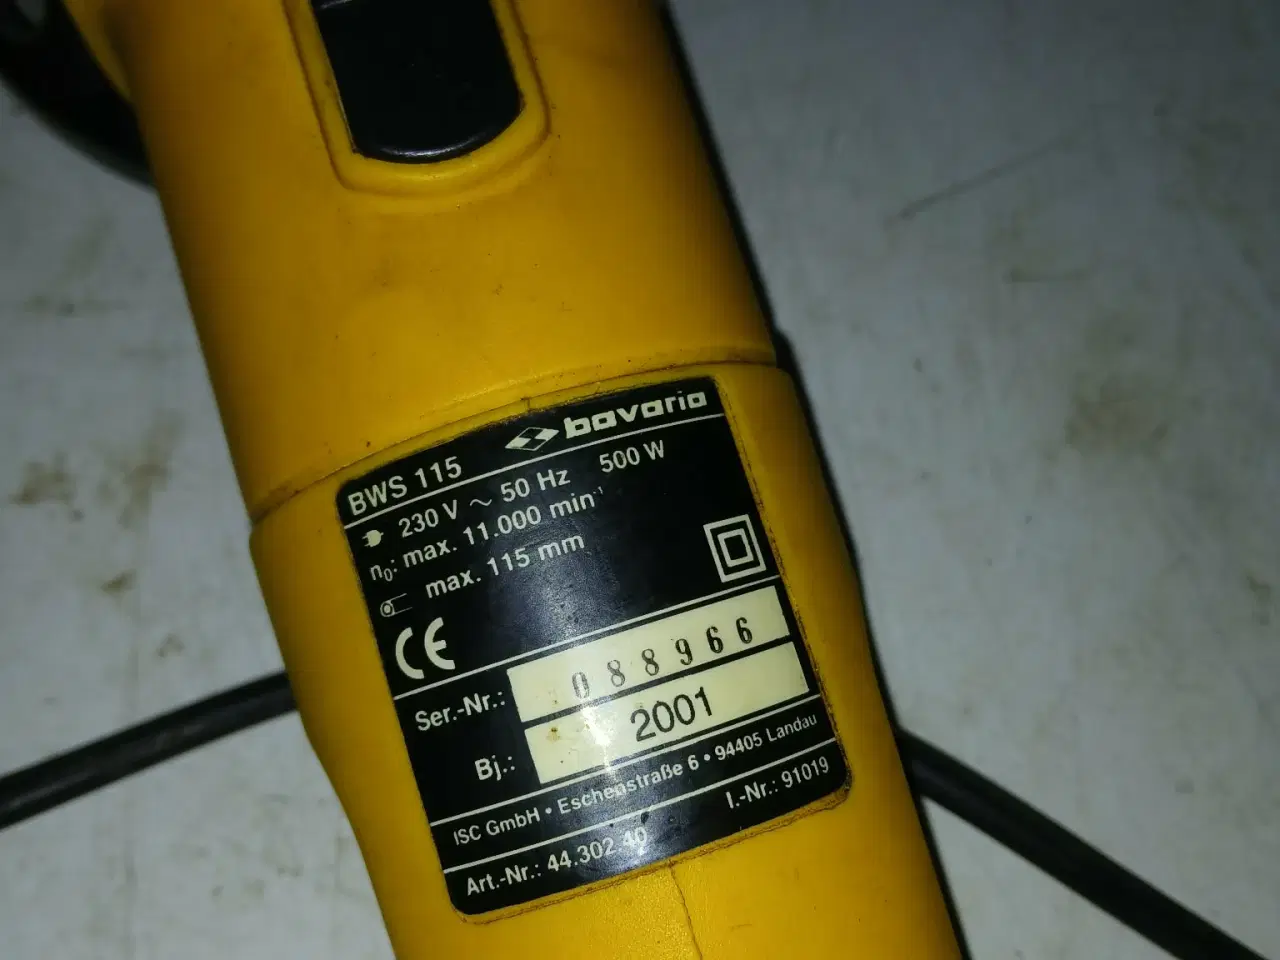 bavaria
BWS 115
230 V ~ 50 Hz 500 W
n₀: max. 11.000 min⁻¹
max. 115 mm
CE
Ser.-Nr.: 088966
Bj.: 2001
ISC GmbH • Eschenstraße 6 • 94405 Landau
Art.-Nr.: 44.302.40 I.-Nr.: 91019